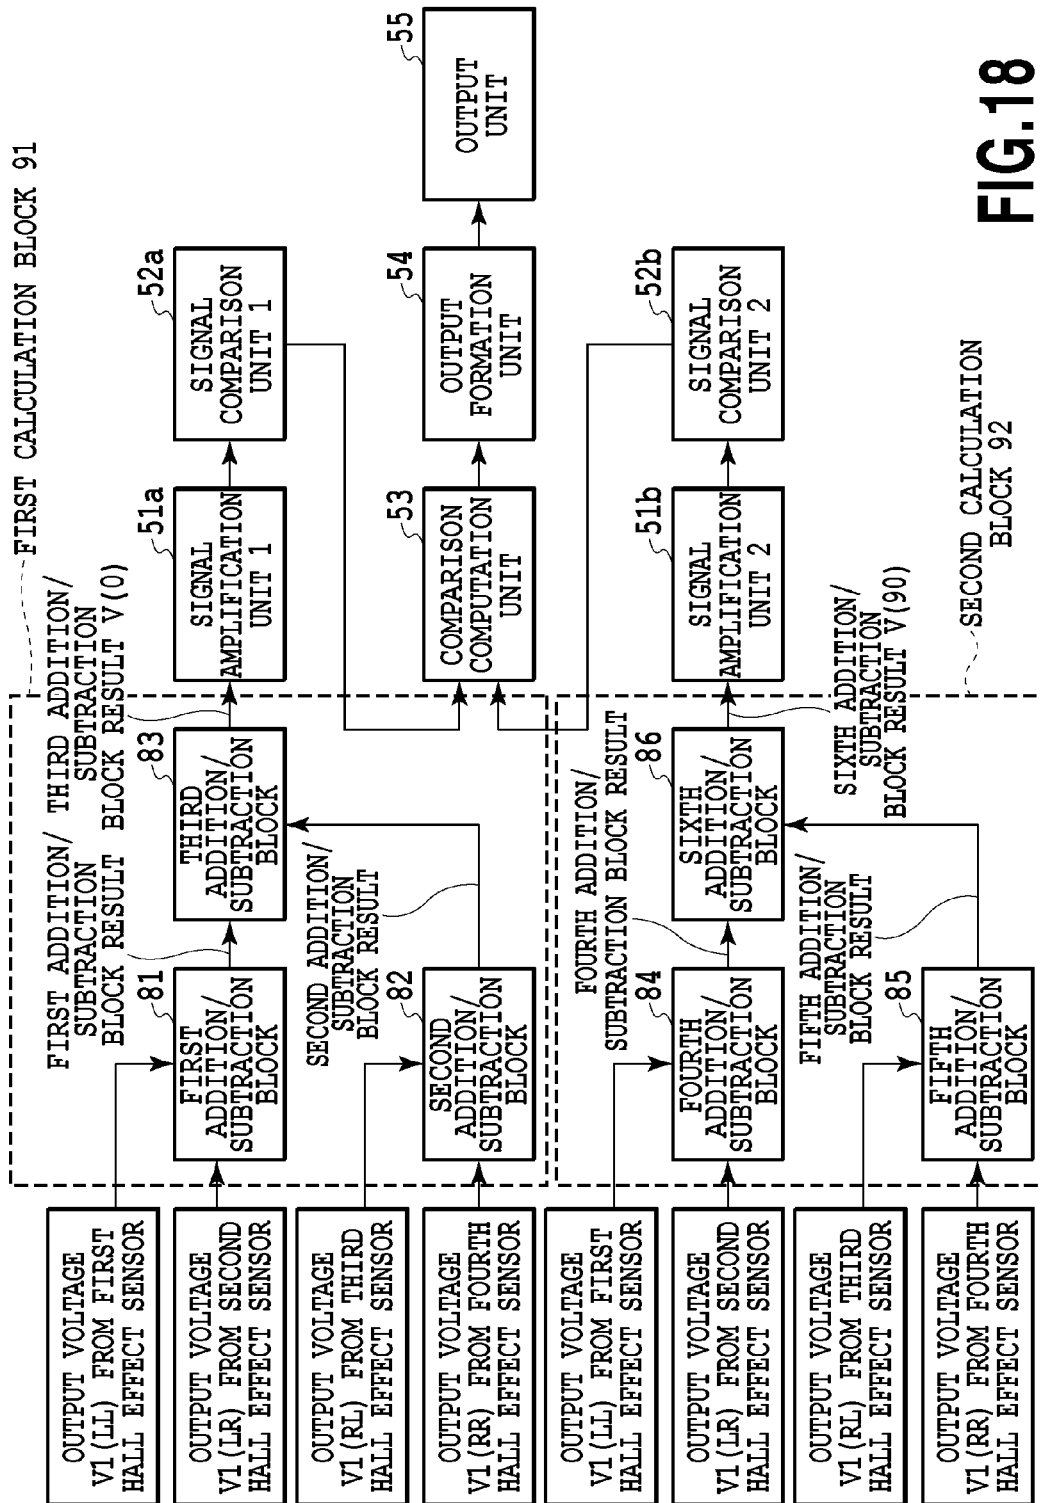 FIRST CALCULATION BLOCK 91
FIRST ADDITION/
SUBTRACTION
BLOCK RESULT
THIRD ADDITION/
SUBTRACTION
BLOCK RESULT V(0)
OUTPUT VOLTAGE
V1(LL) FROM FIRST
HALL EFFECT SENSOR
OUTPUT VOLTAGE
V1(LR) FROM SECOND
HALL EFFECT SENSOR
81
FIRST
ADDITION/
SUBTRACTION
BLOCK
83
THIRD
ADDITION/
SUBTRACTION
BLOCK
51a
SIGNAL
AMPLIFICATION
UNIT 1
52a
SIGNAL
COMPARISON
UNIT 1
SECOND ADDITION/
SUBTRACTION
BLOCK RESULT
OUTPUT VOLTAGE
V1(RL) FROM THIRD
HALL EFFECT SENSOR
OUTPUT VOLTAGE
V1(RR) FROM FOURTH
HALL EFFECT SENSOR
82
SECOND
ADDITION/
SUBTRACTION
BLOCK
53
COMPARISON
COMPUTATION
UNIT
54
OUTPUT
FORMATION
UNIT
55
OUTPUT
UNIT
FOURTH ADDITION/
SUBTRACTION BLOCK RESULT
OUTPUT VOLTAGE
V1(LL) FROM FIRST
HALL EFFECT SENSOR
OUTPUT VOLTAGE
V1(LR) FROM SECOND
HALL EFFECT SENSOR
84
FOURTH
ADDITION/
SUBTRACTION
BLOCK
86
SIXTH
ADDITION/
SUBTRACTION
BLOCK
51b
SIGNAL
AMPLIFICATION
UNIT 2
52b
SIGNAL
COMPARISON
UNIT 2
FIFTH ADDITION/
SUBTRACTION
BLOCK RESULT
SIXTH ADDITION/
SUBTRACTION
BLOCK RESULT V(90)
OUTPUT VOLTAGE
V1(RL) FROM THIRD
HALL EFFECT SENSOR
OUTPUT VOLTAGE
V1(RR) FROM FOURTH
HALL EFFECT SENSOR
85
FIFTH
ADDITION/
SUBTRACTION
BLOCK
SECOND CALCULATION
BLOCK 92
FIG.18